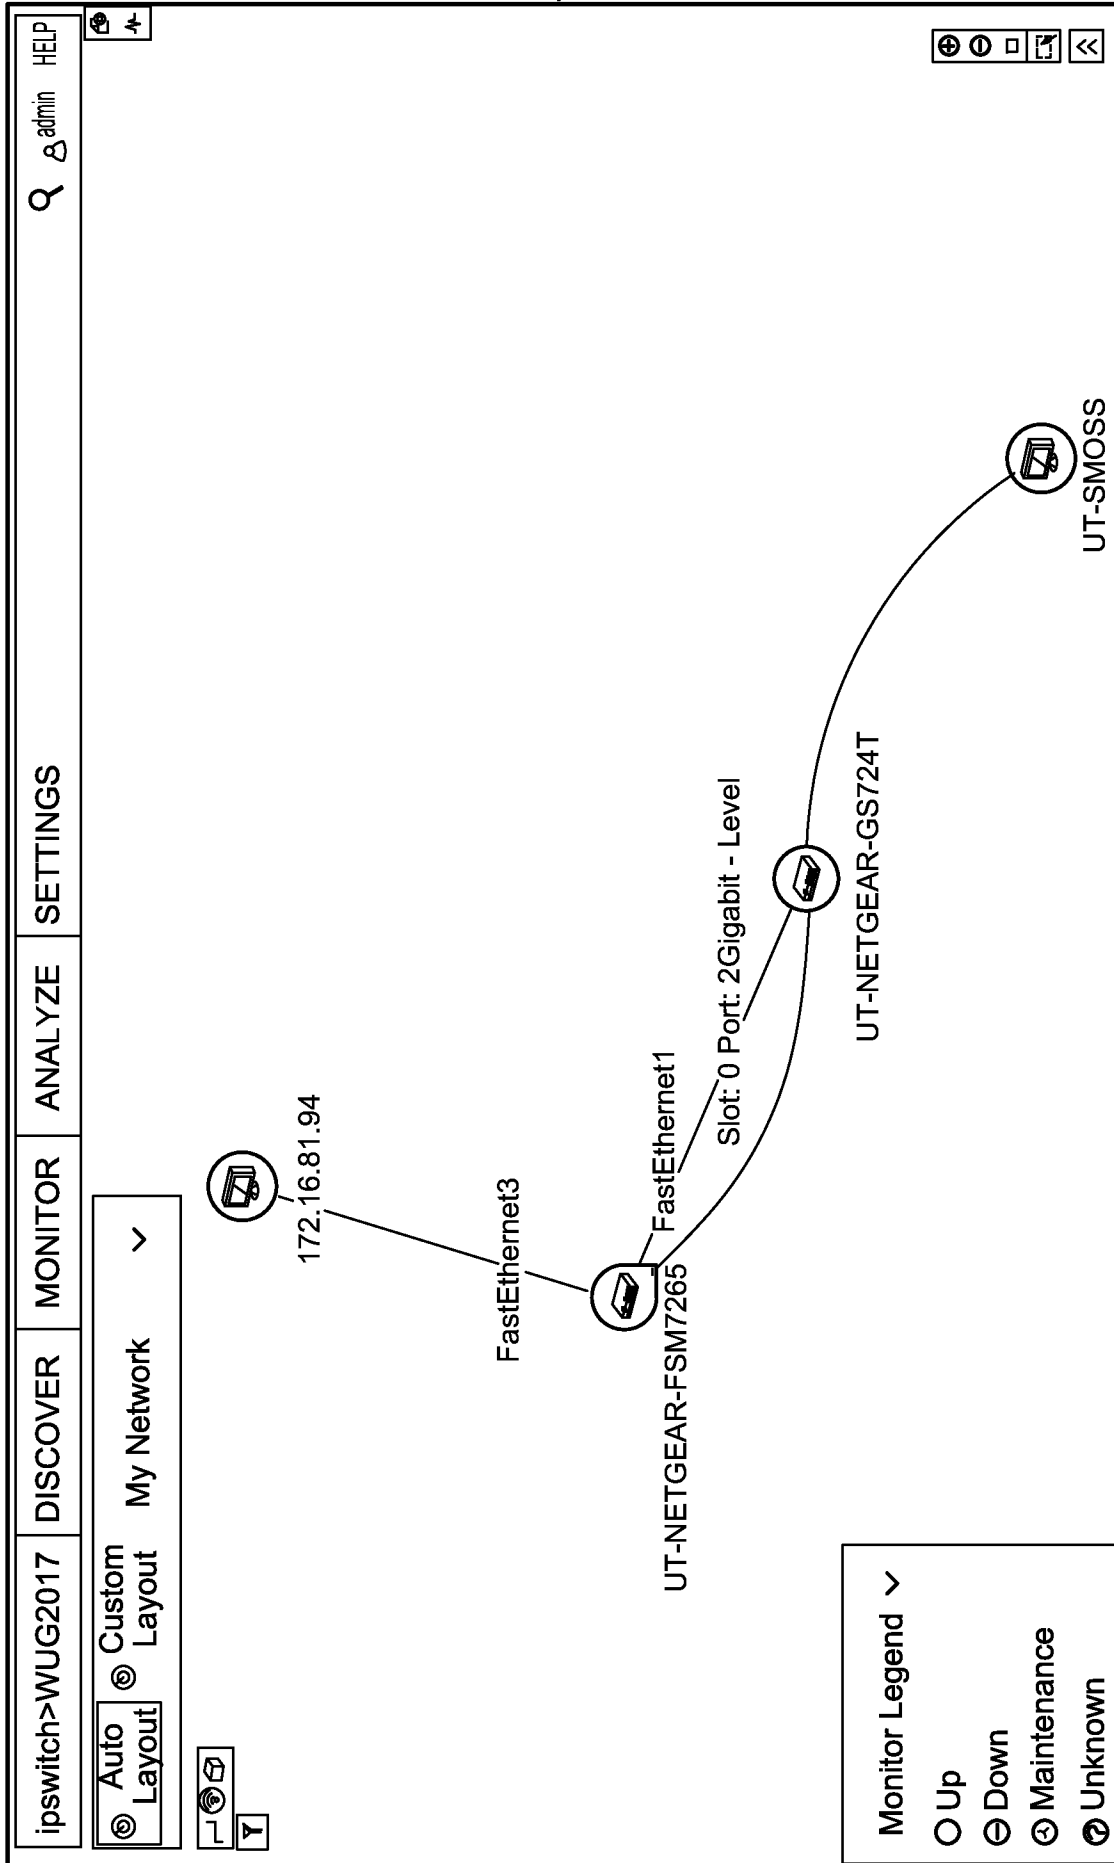 ipswitch>WUG2017 DISCOVER MONITOR ANALYZE SETTINGS admin HELP
Auto Layout
Custom Layout
My Network
172.16.81.94
FastEthernet3
UT-NETGEAR-FSM7265
FastEthernet1
Slot: 0 Port: 2Gigabit - Level
UT-NETGEAR-GS724T
UT-SMOSS
Monitor Legend
Up
Down
Maintenance
Unknown